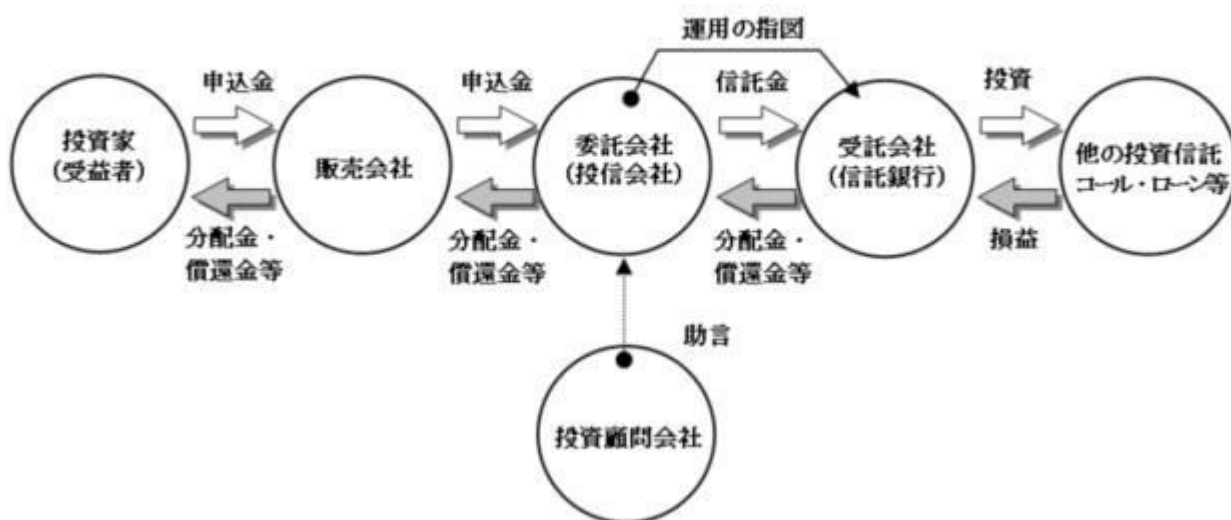 運用の指図
申込金
申込金
信託金
投資
投資家
(受益者)
販売会社
委託会社
(投信会社)
受託会社
(信託銀行)
他の投資信託
コール・ローン等
分配金・
償還金等
分配金・
償還金等
分配金・
償還金等
損益
助言
投資顧問会社